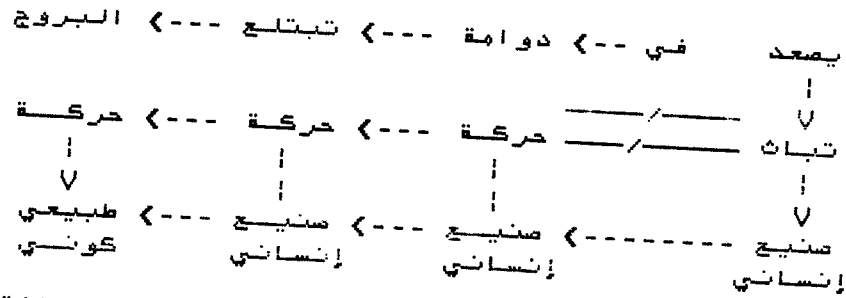 يصعد في دوامة تبتلع البروج
تباث حركة حركة حركة
صنيع صنيع صنيع طبيعي
إنساني إنساني إنساني كوني